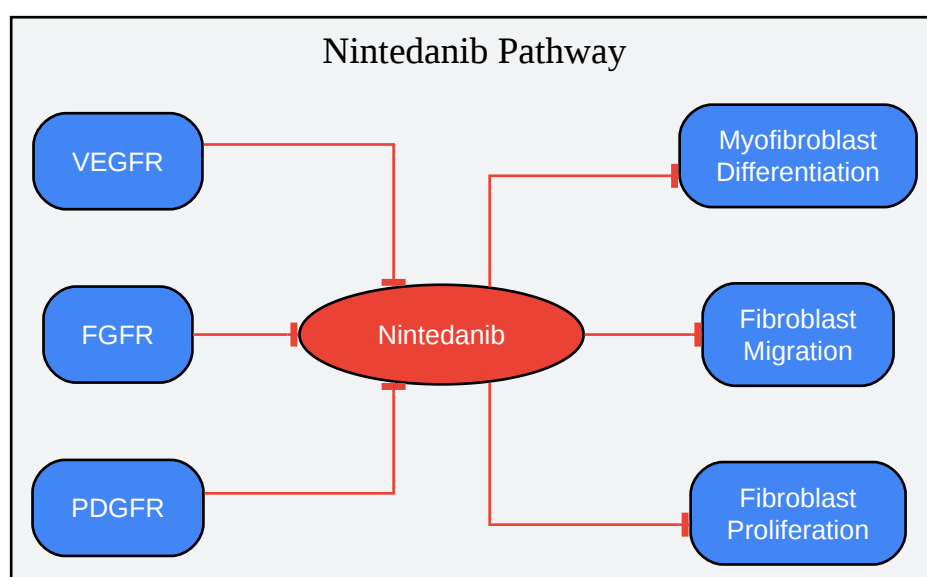 Nintedanib Pathway
VEGFR
FGFR
PDGFR
Nintedanib
Myofibroblast
Differentiation
Fibroblast
Migration
Fibroblast
Proliferation